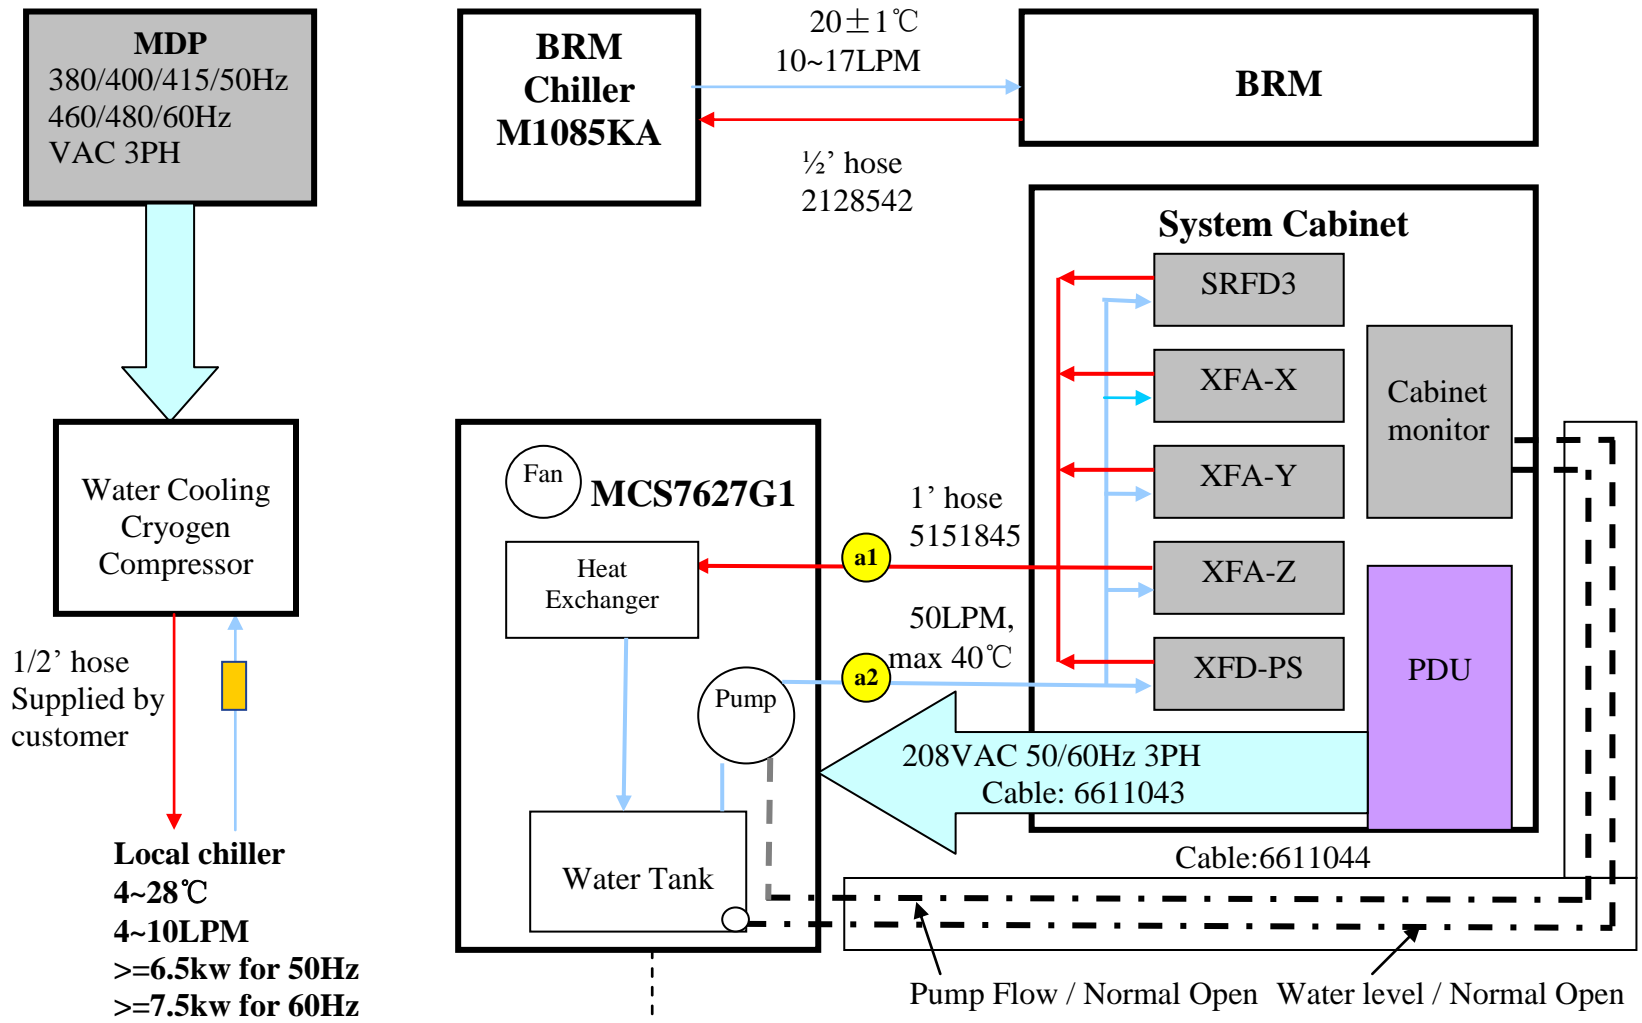 MDP
380/400/415/50Hz
460/480/60Hz
VAC 3PH
BRM
Chiller
M1085KA
20±1℃
10~17LPM
½’ hose
2128542
BRM
System Cabinet
SRFD3
XFA-X
XFA-Y
XFA-Z
XFD-PS
Cabinet
monitor
PDU
Water Cooling
Cryogen
Compressor
1/2’ hose
Supplied by
customer
Local chiller
4~28℃
4~10LPM
>=6.5kw for 50Hz
>=7.5kw for 60Hz
Fan
MCS7627G1
Heat
Exchanger
Pump
Water Tank
1’ hose
5151845
a1
50LPM,
max 40℃
a2
208VAC 50/60Hz 3PH
Cable: 6611043
Cable:6611044
Pump Flow / Normal Open
Water level / Normal Open